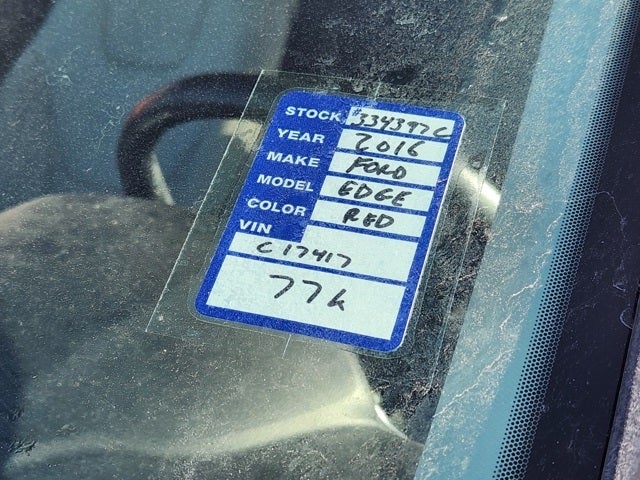 STOCK # 334397C
YEAR 2016
MAKE FORD
MODEL EDGE
COLOR RED
VIN
C17417
77k